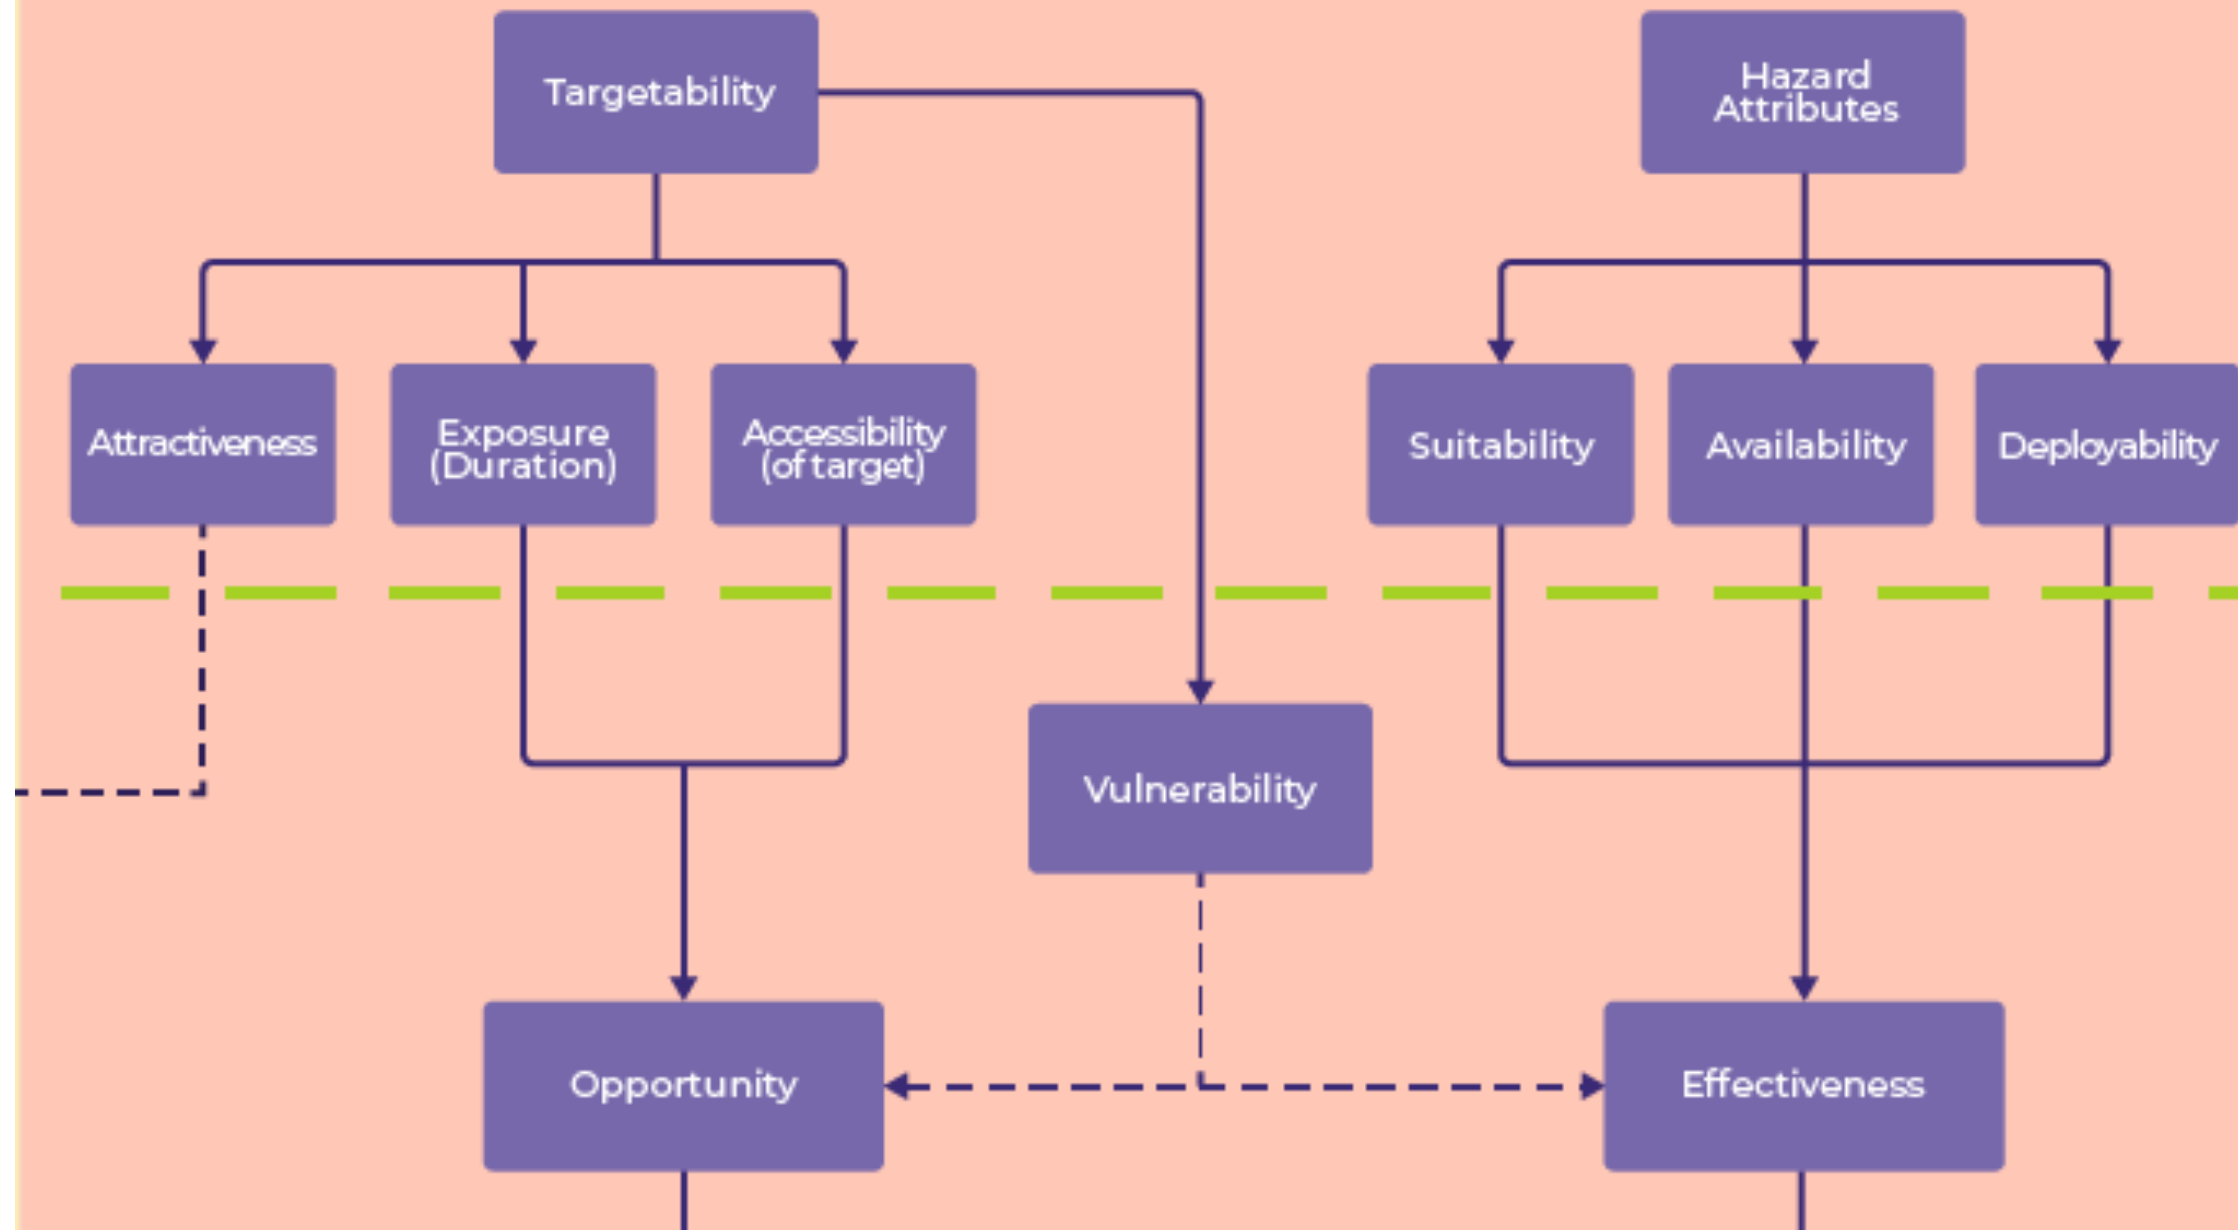 Targetability
Hazard
Attributes
Attractiveness
Exposure
(Duration)
Accessibility
(of target)
Suitability
Availability
Deployability
Vulnerability
Opportunity
Effectiveness